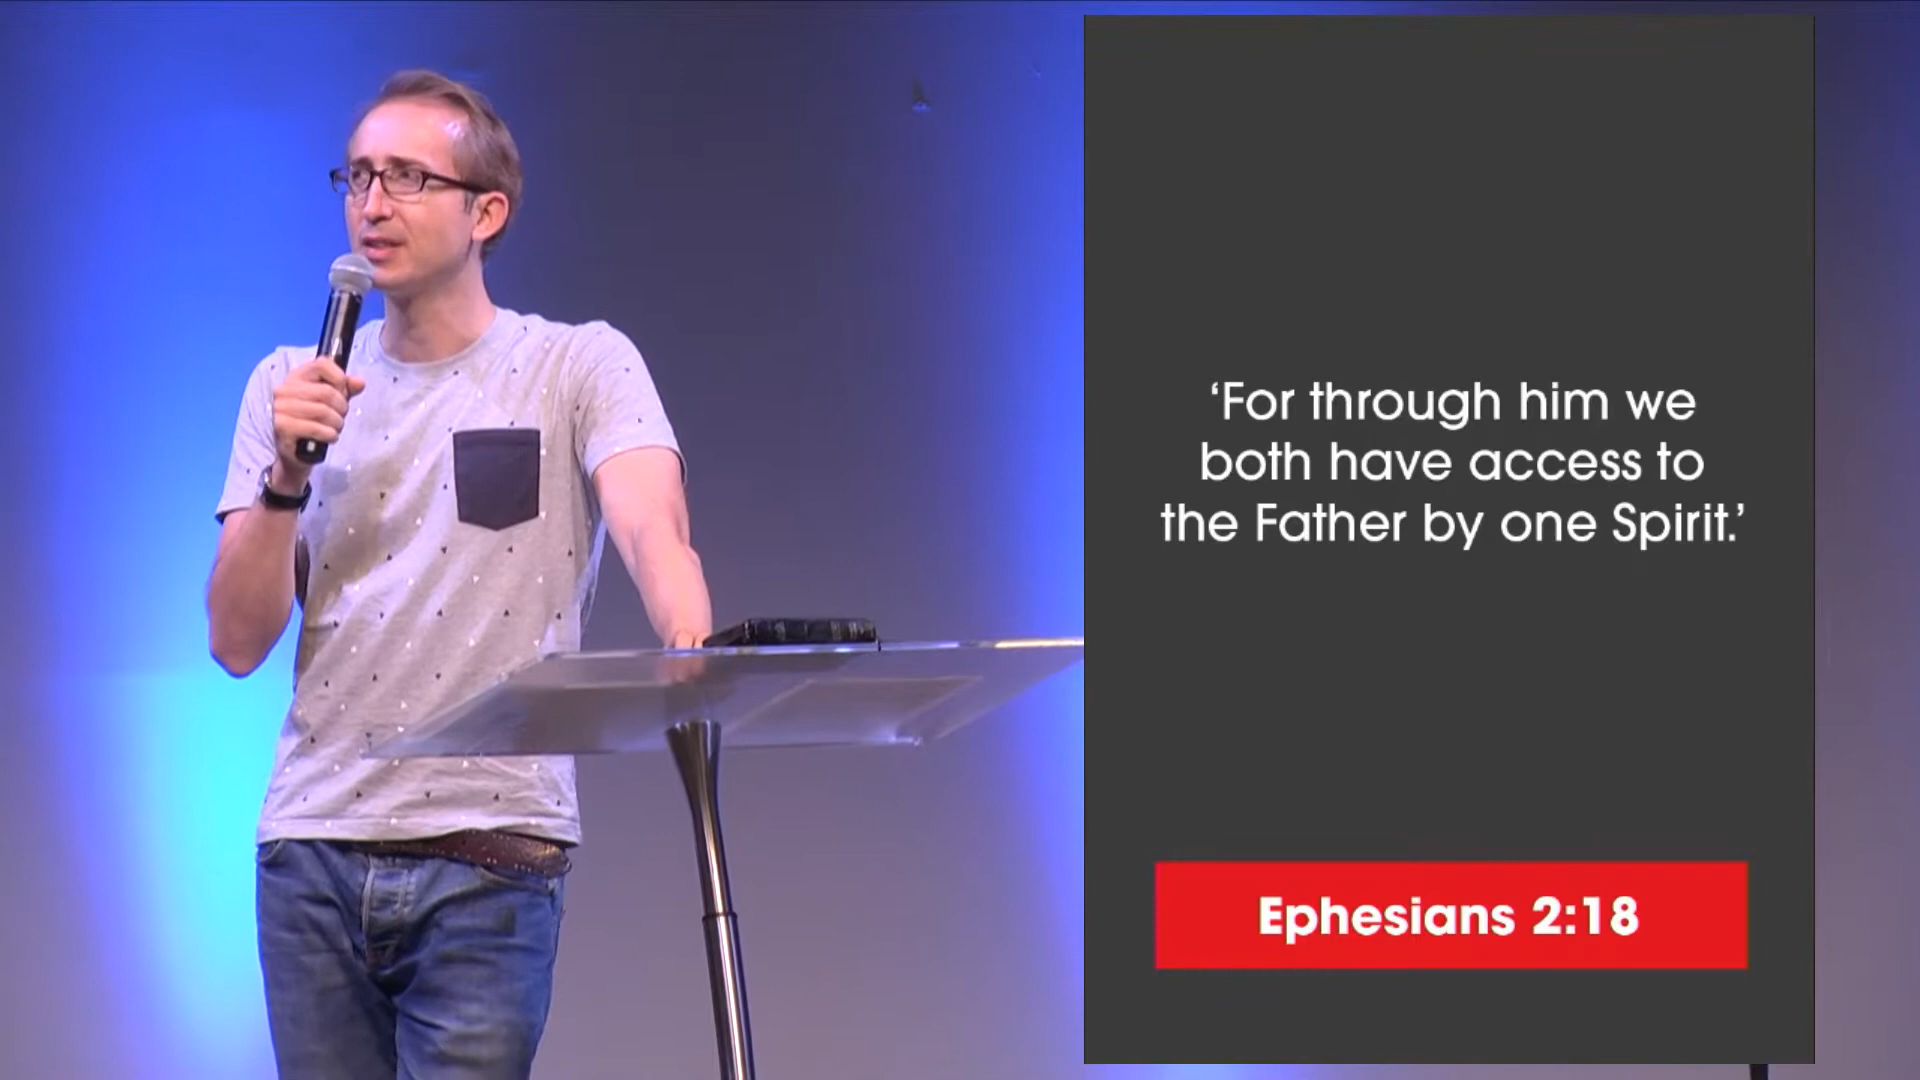 ‘For through him we
both have access to
the Father by one Spirit.’
Ephesians 2:18